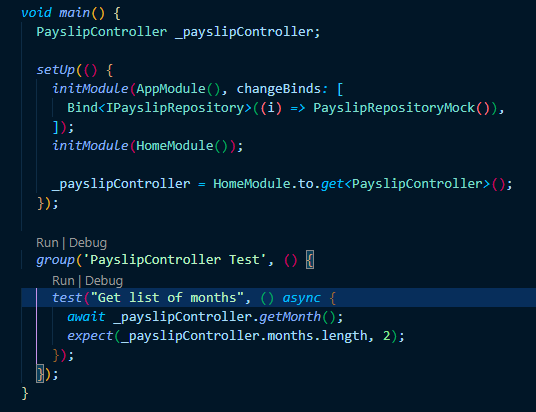 void main() {
  PayslipController _payslipController;
  setUp(() {
    initModule(AppModule(), changeBinds: [
      Bind<IPayslipRepository>((i) => PayslipRepositoryMock()),
    ]);
    initModule(HomeModule());
    _payslipController = HomeModule.to.get<PayslipController>();
  });
  Run | Debug
  group('PayslipController Test', () {
    Run | Debug
    test("Get list of months", () async {
      await _payslipController.getMonth();
      expect(_payslipController.months.length, 2);
    });
  });
}